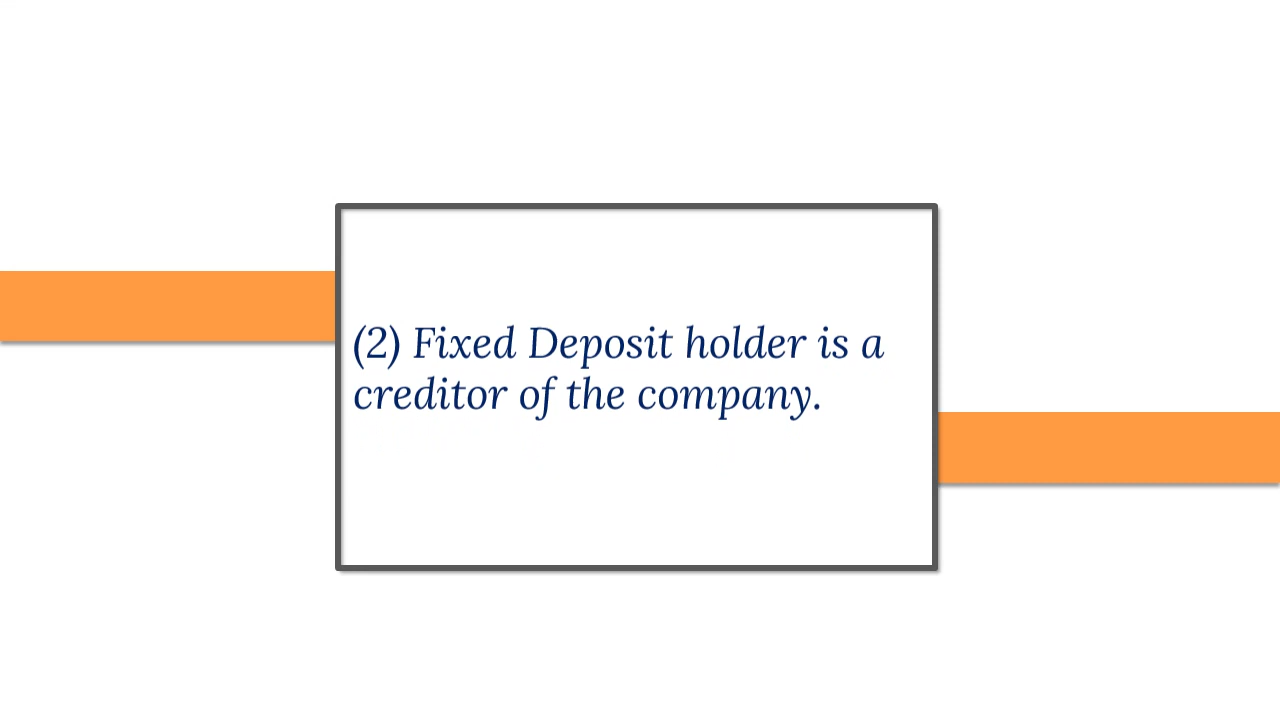 (2) Fixed Deposit holder is a
creditor of the company.